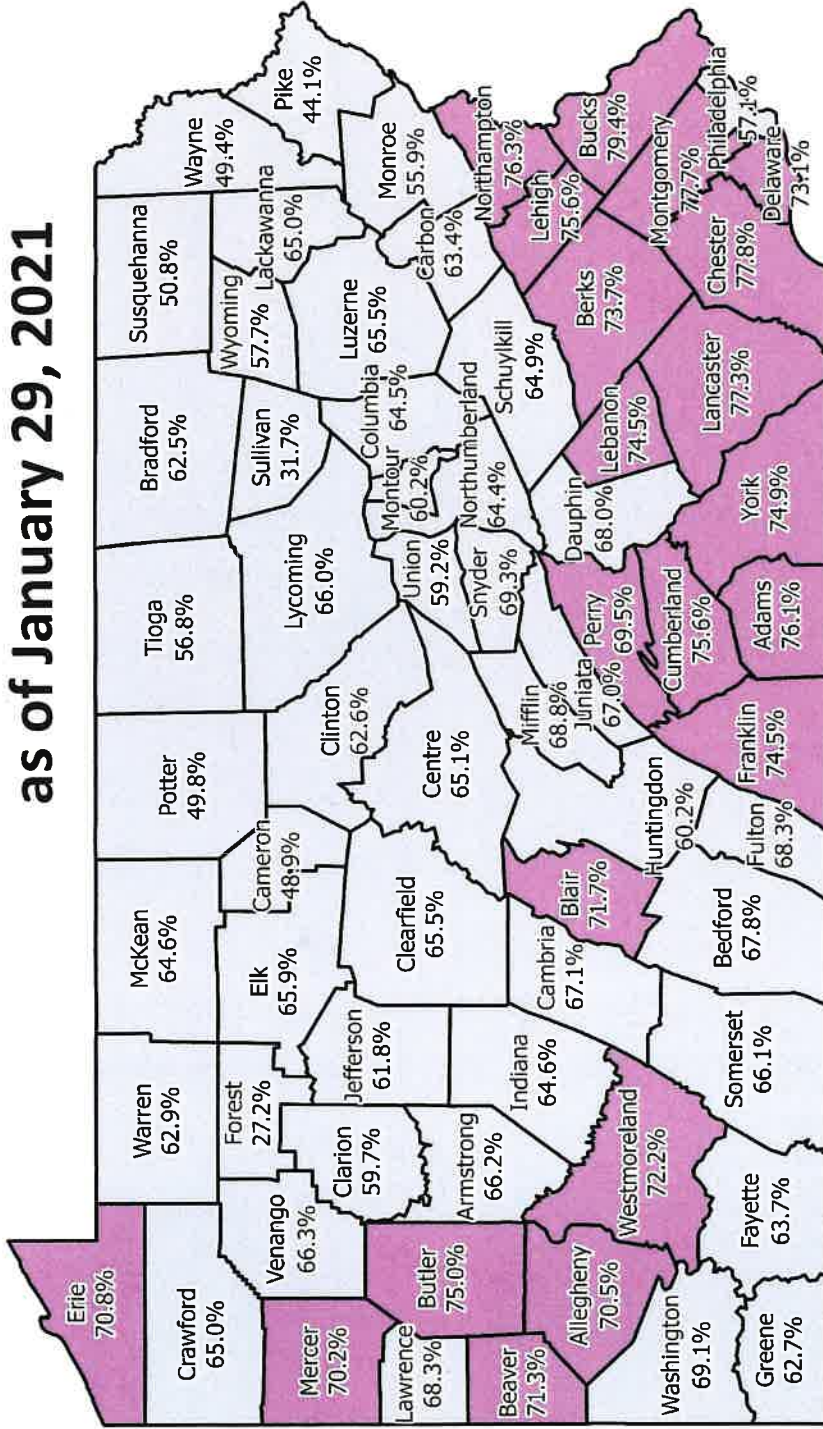 as of January 29, 2021
Erie
70.8%
Crawford
65.0%
Warren
62.9%
McKean
64.6%
Potter
49.8%
Tioga
56.8%
Bradford
62.5%
Susquehanna
50.8%
Wayne
49.4%
Pike
44.1%
Mercer
70.2%
Venango
66.3%
Forest
27.2%
Elk
65.9%
Cameron
48.9%
Clinton
62.6%
Lycoming
66.0%
Sullivan
31.7%
Wyoming
57.7%
Lackawanna
65.0%
Lawrence
68.3%
Butler
75.0%
Clarion
59.7%
Jefferson
61.8%
Clearfield
65.5%
Centre
65.1%
Union
59.2%
Montour
60.2%
Columbia
64.5%
Luzerne
65.5%
Monroe
55.9%
Carbon
63.4%
Beaver
71.3%
Armstrong
66.2%
Indiana
64.6%
Cambria
67.1%
Blair
71.7%
Mifflin
68.8%
Snyder
69.3%
Northumberland
64.4%
Schuylkill
64.9%
Northampton
76.3%
Lehigh
75.6%
Allegheny
70.5%
Westmoreland
72.2%
Huntingdon
60.2%
Juniata
67.0%
Perry
69.5%
Dauphin
68.0%
Lebanon
74.5%
Berks
73.7%
Bucks
79.4%
Montgomery
77.7%
Washington
69.1%
Greene
62.7%
Fayette
63.7%
Somerset
66.1%
Bedford
67.8%
Fulton
68.3%
Franklin
74.5%
Cumberland
75.6%
Adams
76.1%
York
74.9%
Lancaster
77.3%
Chester
77.8%
Philadelphia
57.1%
Delaware
73.1%